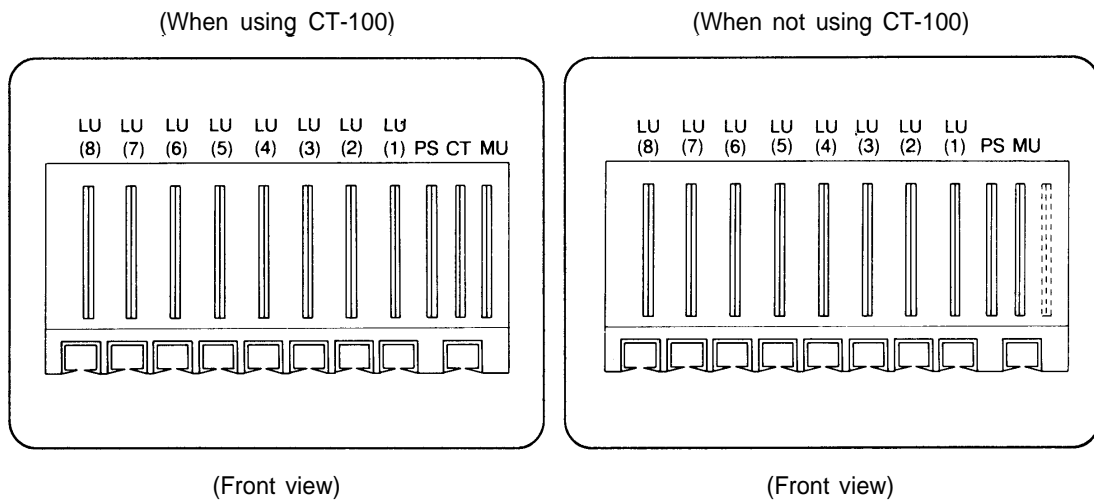 (When using CT-100)
LU LU LU LU LU LU LU LU
(8) (7) (6) (5) (4) (3) (2) (1) PS CT MU
(Front view)
(When not using CT-100)
LU LU LU LU LU LU LU LU
(8) (7) (6) (5) (4) (3) (2) (1) PS MU
(Front view)